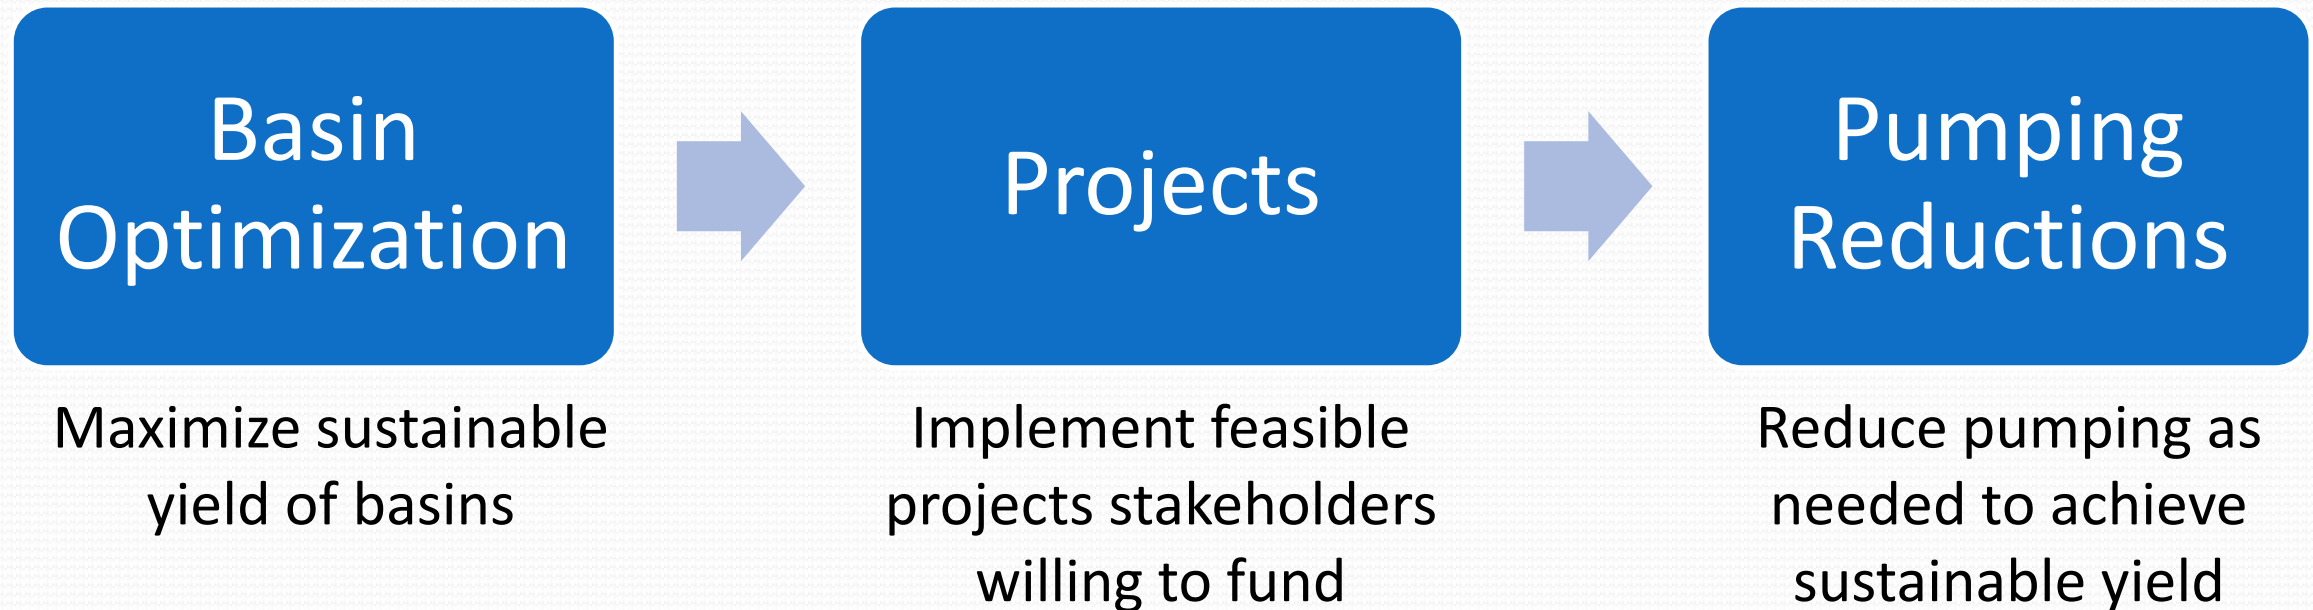 Basin
Optimization
Maximize sustainable
yield of basins
Projects
Implement feasible
projects stakeholders
willing to fund
Pumping
Reductions
Reduce pumping as
needed to achieve
sustainable yield